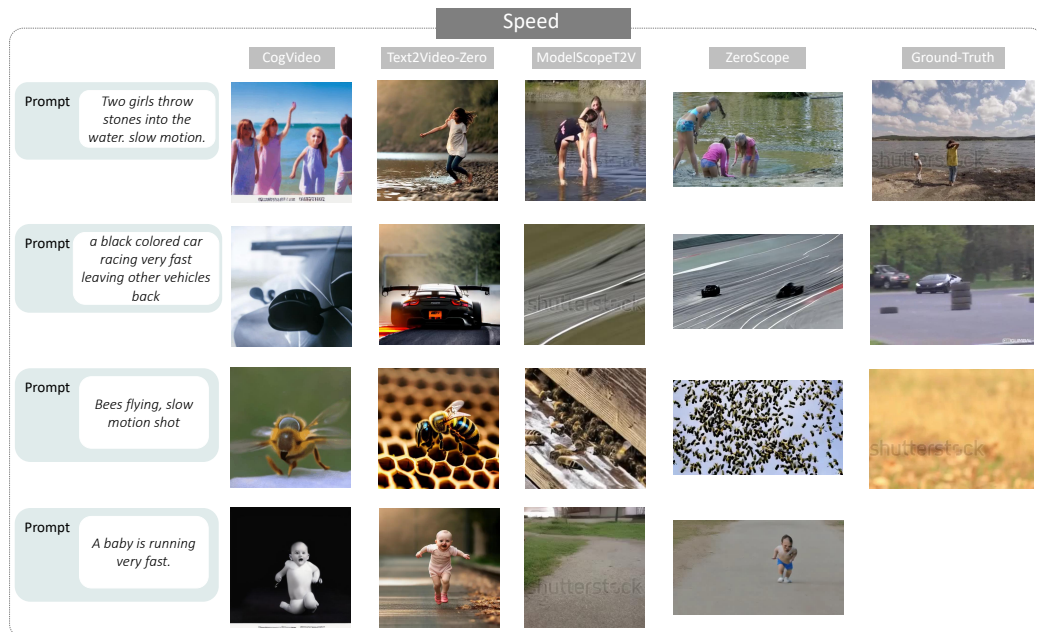 Speed
CogVideo
Text2Video-Zero
ModelScopeT2V
ZeroScope
Ground-Truth
Prompt
Two girls throw
stones into the
water. slow motion.
shutterstock
Prompt
a black colored car
racing very fast
leaving other vehicles
back
shutterstock
Prompt
Bees flying, slow
motion shot
shutterstock
Prompt
A baby is running
very fast.
shutterstock